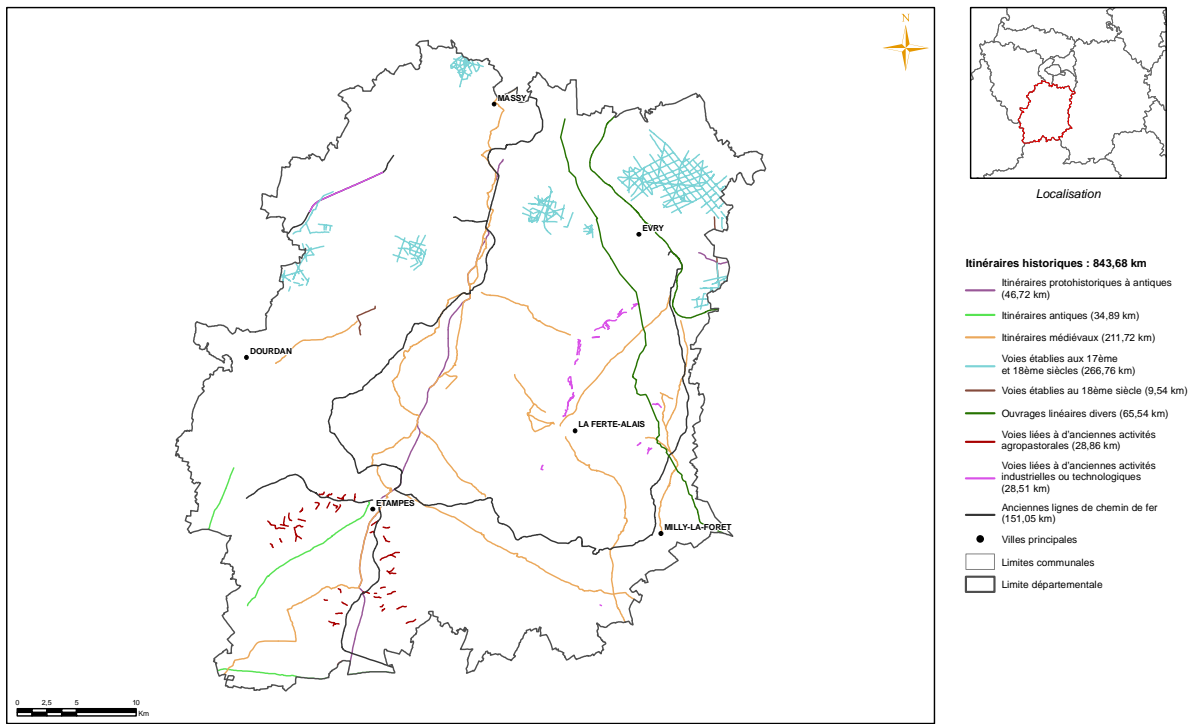 N
MASSY
EVRY
DOURDAN
LA FERTE-ALAIS
ETAMPES
MILLY-LA-FORET
0 2,5 5 10
Km
Localisation
Itinéraires historiques : 843,68 km
Itinéraires protohistoriques à antiques
(46,72 km)
Itinéraires antiques (34,89 km)
Itinéraires médiévaux (211,72 km)
Voies établies aux 17ème
et 18ème siècles (266,76 km)
Voies établies au 18ème siècle (9,54 km)
Ouvrages linéaires divers (65,54 km)
Voies liées à d'anciennes activités
agropastorales (28,86 km)
Voies liées à d'anciennes activités
industrielles ou technologiques
(28,51 km)
Anciennes lignes de chemin de fer
(151,05 km)
Villes principales
Limites communales
Limite départementale